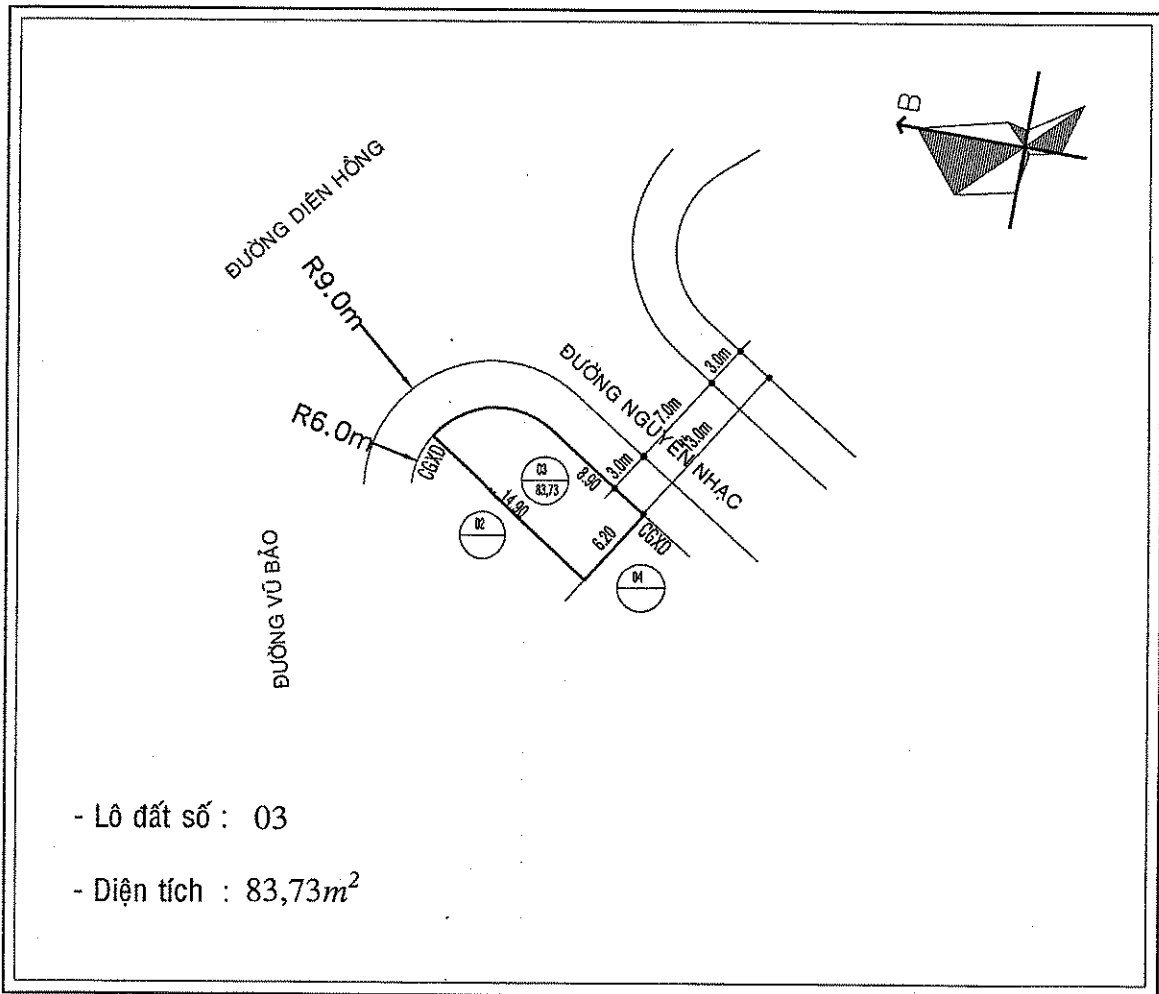 B
ĐƯỜNG DIÊN HỒNG
R9.0m
R6.0m
CGXD
ĐƯỜNG NGUYỄN NHẠC
3.0m
7.0m
13.0m
3.0m
03
83,73
8.90
14.90
02
6.20
CGXD
04
ĐƯỜNG VŨ BẢO
- Lô đất số : 03
- Diện tích : 83,73m²